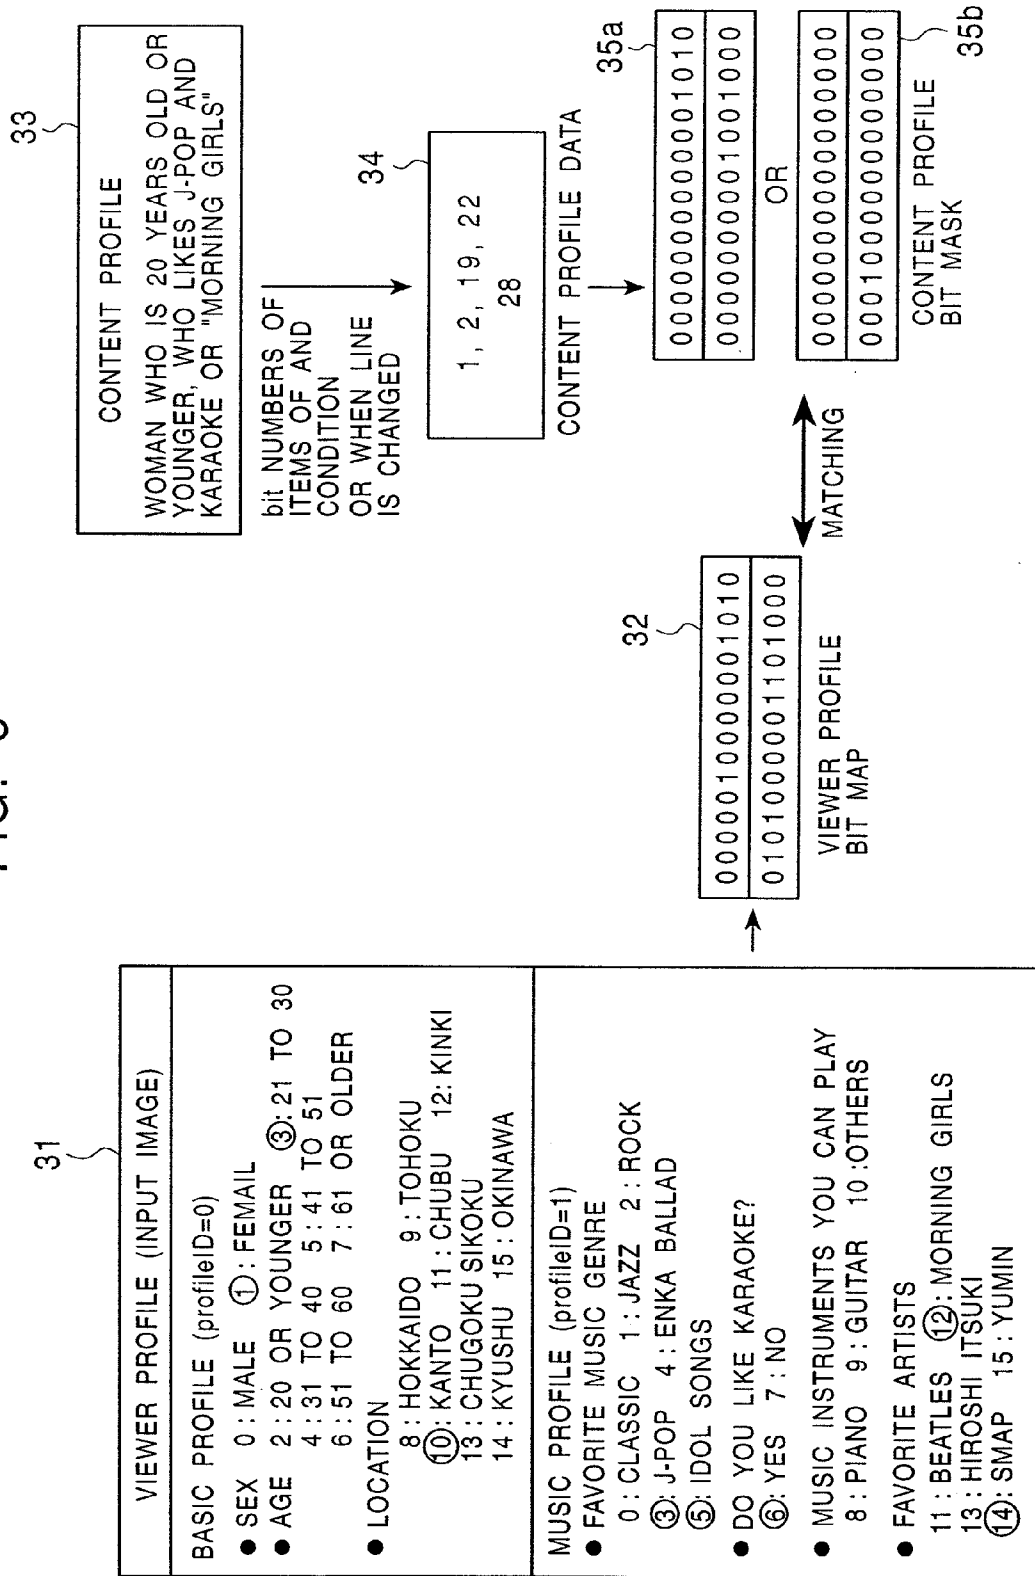 FIG.
31
VIEWER PROFILE (INPUT IMAGE)
BASIC PROFILE (profileID=0)
● SEX 0 : MALE ①: FEMAIL
● AGE 2 : 20 OR YOUNGER ③: 21 TO 30
4 : 31 TO 40 5 : 41 TO 51
6 : 51 TO 60 7 : 61 OR OLDER
● LOCATION
8 : HOKKAIDO 9 : TOHOKU
⑩: KANTO 11 : CHUBU 12: KINKI
13 : CHUGOKU SIKOKU
14 : KYUSHU 15 : OKINAWA
MUSIC PROFILE (profileID=1)
● FAVORITE MUSIC GENRE
0 : CLASSIC 1 : JAZZ 2 : ROCK
③: J-POP 4 : ENKA BALLAD
⑤: IDOL SONGS
● DO YOU LIKE KARAOKE?
⑥: YES 7 : NO
● MUSIC INSTRUMENTS YOU CAN PLAY
8 : PIANO 9 : GUITAR 10 :OTHERS
● FAVORITE ARTISTS
11 : BEATLES ⑫: MORNING GIRLS
13 : HIROSHI ITSUKI
⑭: SMAP 15 : YUMIN
32
0000010000001010
0101000001101000
VIEWER PROFILE
BIT MAP
MATCHING
33
CONTENT PROFILE
WOMAN WHO IS 20 YEARS OLD OR
YOUNGER, WHO LIKES J-POP AND
KARAOKE OR "MORNING GIRLS"
bit NUMBERS OF
ITEMS OF AND
CONDITION
OR WHEN LINE
IS CHANGED
34
1, 2, 19, 22
28
CONTENT PROFILE DATA
35a
0000000000001010
0000000001001000
OR
0000000000000000
0001000000000000
35b
CONTENT PROFILE
BIT MASK